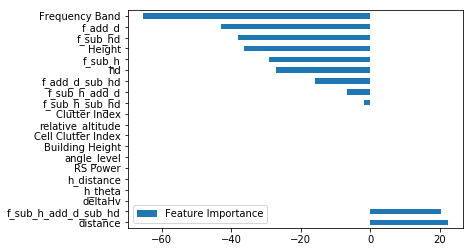 Frequency Band
f_add_d
f_sub_hd
Height
f_sub_h
hd
f_add_d_sub_hd
f_sub_h_add_d
f_sub_h_sub_hd
Clutter Index
relative_altitude
Cell Clutter Index
Building Height
angle_level
RS Power
h_distance
h_theta
deltaHv
f_sub_h_add_d_sub_hd
distance
Feature Importance
−60 −40 −20 0 20